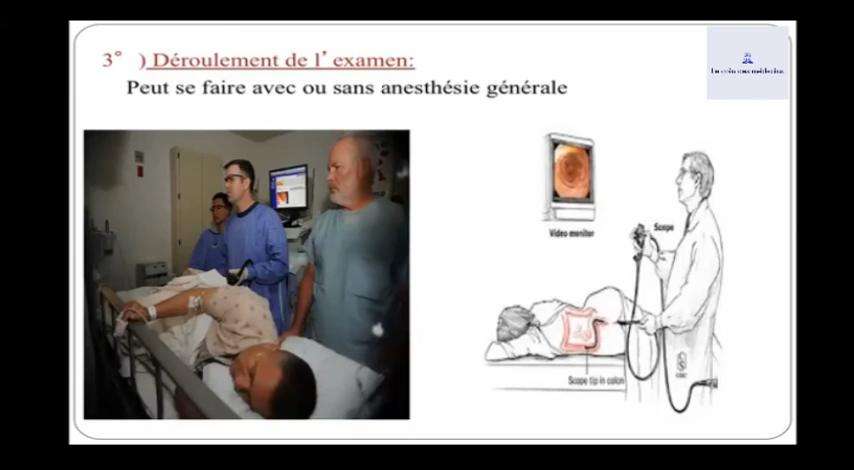 3° ) Déroulement de l' examen:
Peut se faire avec ou sans anesthésie générale
Video monitor
Scope
Scope tip in colon